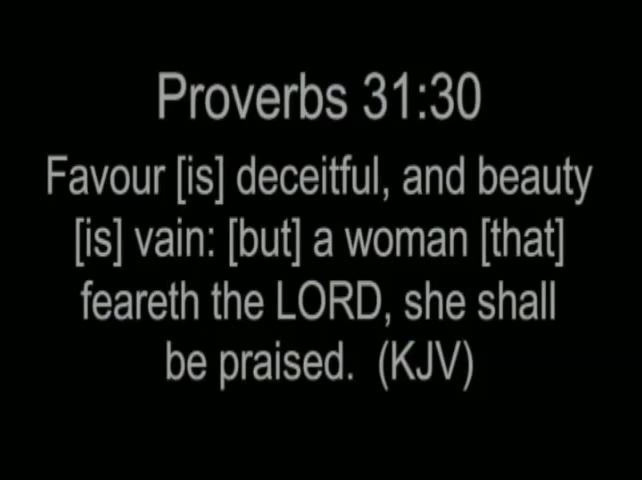 Proverbs 31:30
Favour [is] deceitful, and beauty
[is] vain: [but] a woman [that]
feareth the LORD, she shall
be praised.  (KJV)